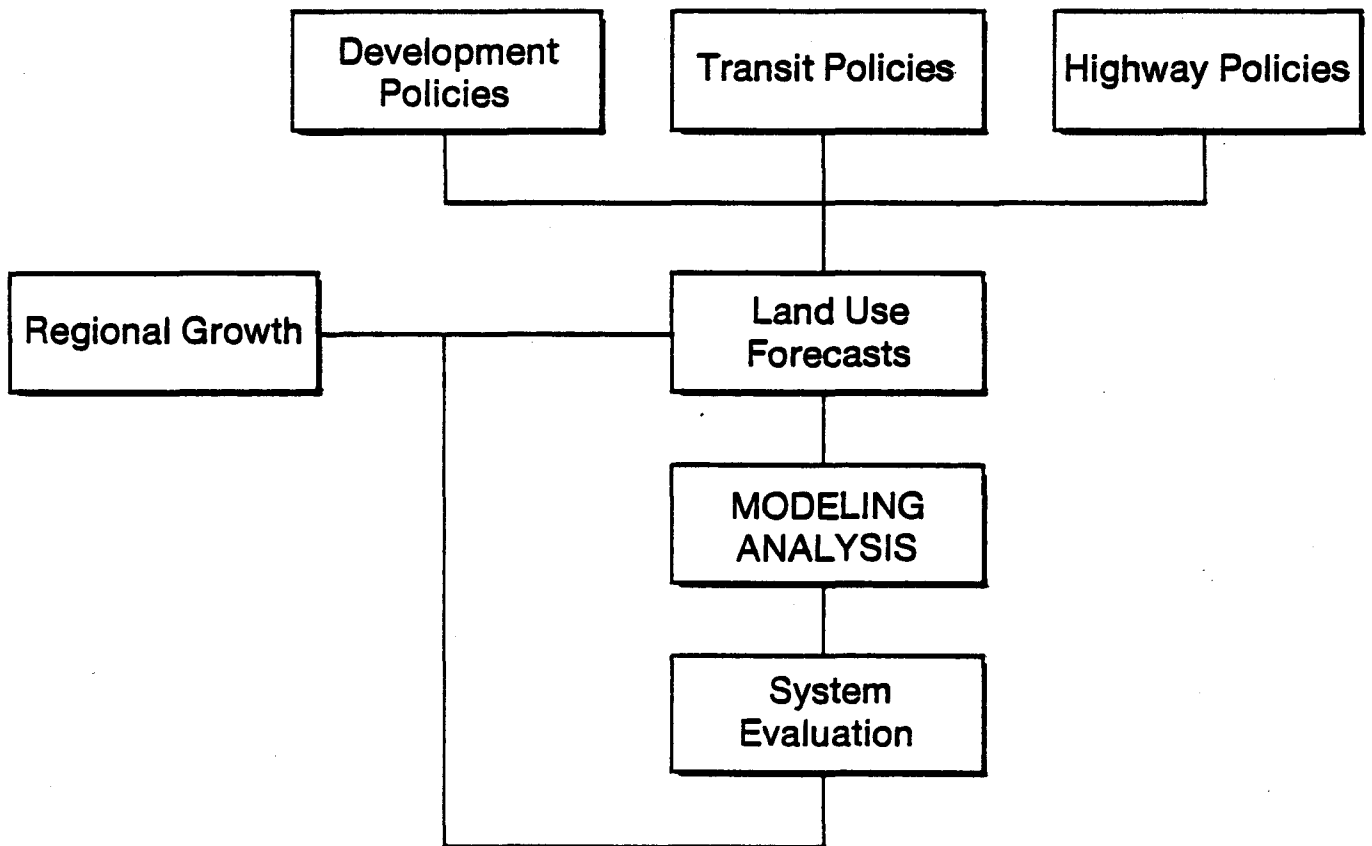 Development
Policies
Transit Policies
Highway Policies
Regional Growth
Land Use
Forecasts
MODELING
ANALYSIS
System
Evaluation